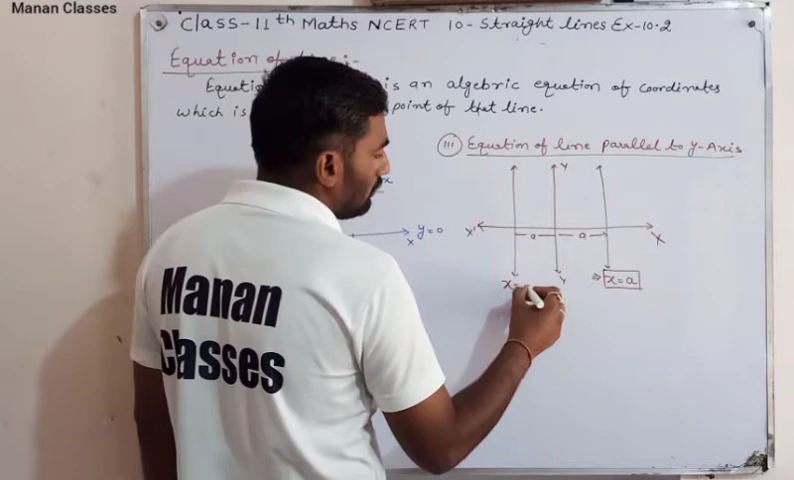 Manan Classes
Class-11th Maths NCERT 10-Straight lines Ex-10.2
Equation of
is an algebric equation of coordinates
which is point of that line.
(III) Equation of line parallel to y-Axis
x
y=0
x
Y
X'
a
a
X
Y'
x=
⇒ x=a
Manan
Classes